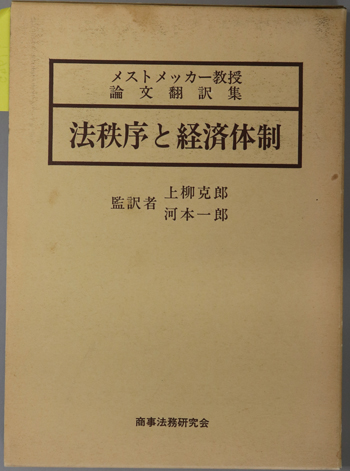 メストメッカー教授
論文翻訳集
法秩序と経済体制
監訳者 上柳克郎
河本一郎
商事法務研究会